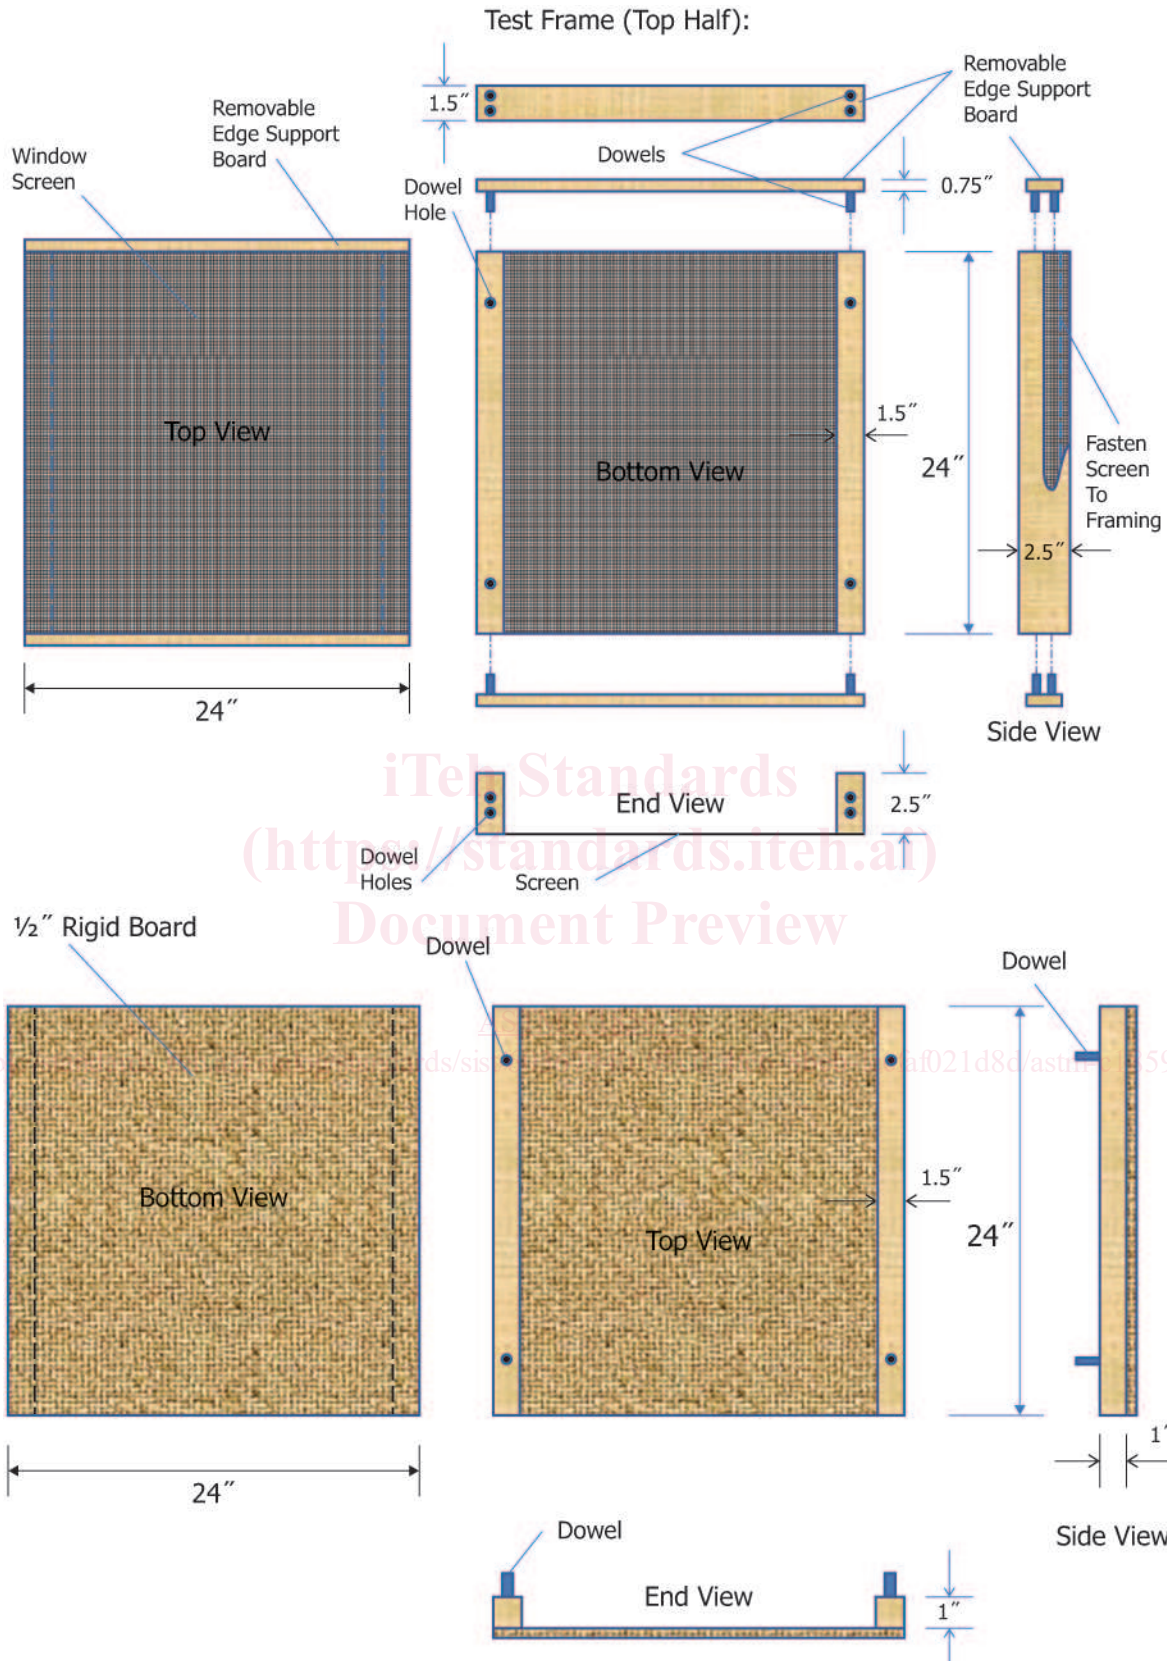 Test Frame (Top Half):
Removable
Edge Support
Board
1.5″
Removable
Edge Support
Board
Window
Screen
Dowels
Dowel
Hole
0.75″
Top View
Bottom View
1.5″
24″
Fasten
Screen
To
Framing
2.5″
24″
Side View
iTeh Standards
End View
2.5″
(https://standards.iteh.ai)
Dowel
Holes
Screen
Document Preview
½″ Rigid Board
Dowel
Dowel
Bottom View
Top View
1.5″
24″
24″
1″
Side View
Dowel
End View
1″